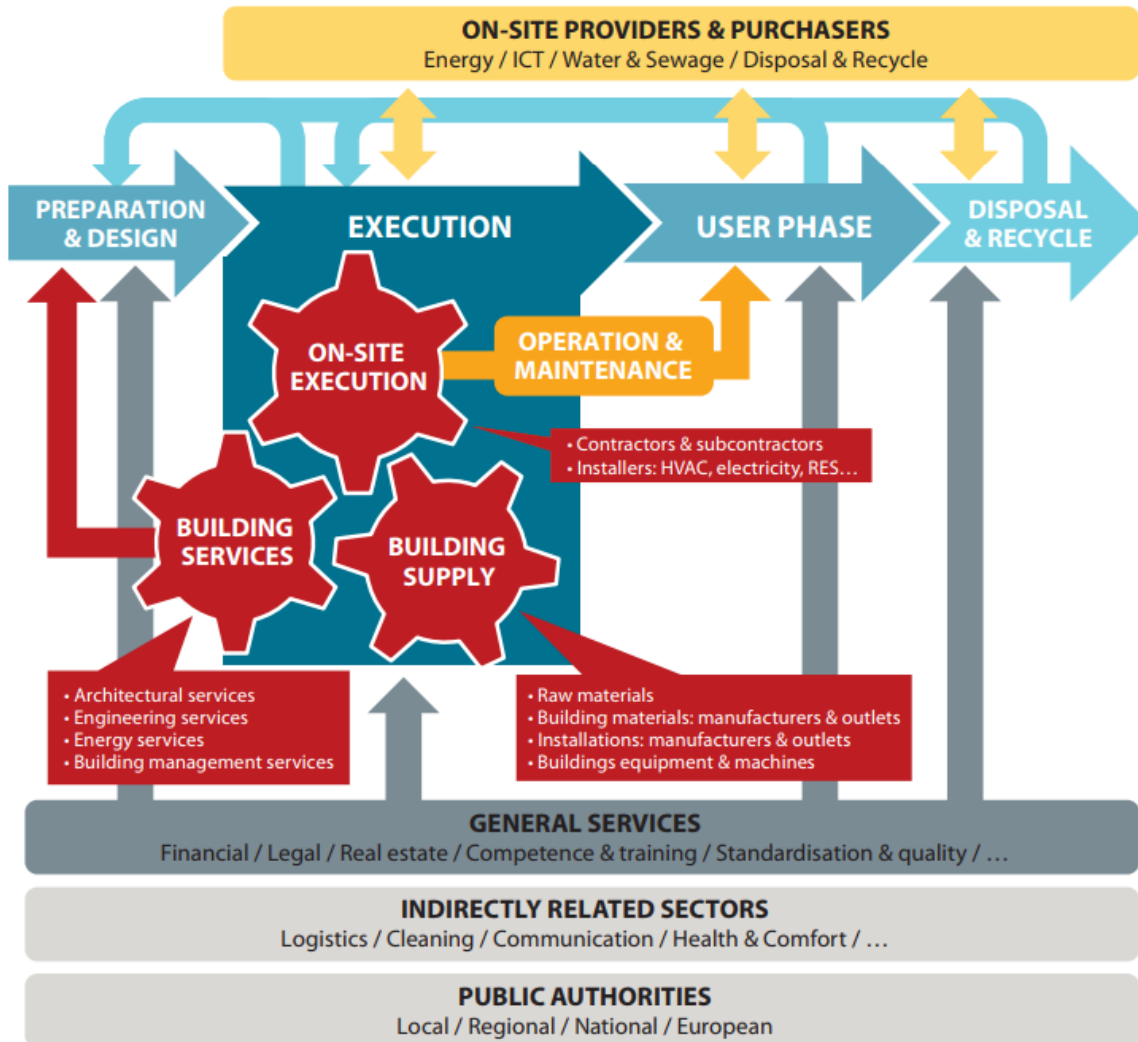 ON-SITE PROVIDERS & PURCHASERS
Energy / ICT / Water & Sewage / Disposal & Recycle
PREPARATION
& DESIGN
EXECUTION
USER PHASE
DISPOSAL
& RECYCLE
ON-SITE
EXECUTION
OPERATION &
MAINTENANCE
• Contractors & subcontractors
• Installers: HVAC, electricity, RES…
BUILDING
SERVICES
BUILDING
SUPPLY
• Architectural services
• Engineering services
• Energy services
• Building management services
• Raw materials
• Building materials: manufacturers & outlets
• Installations: manufacturers & outlets
• Buildings equipment & machines
GENERAL SERVICES
Financial / Legal / Real estate / Competence & training / Standardisation & quality / …
INDIRECTLY RELATED SECTORS
Logistics / Cleaning / Communication / Health & Comfort / …
PUBLIC AUTHORITIES
Local / Regional / National / European